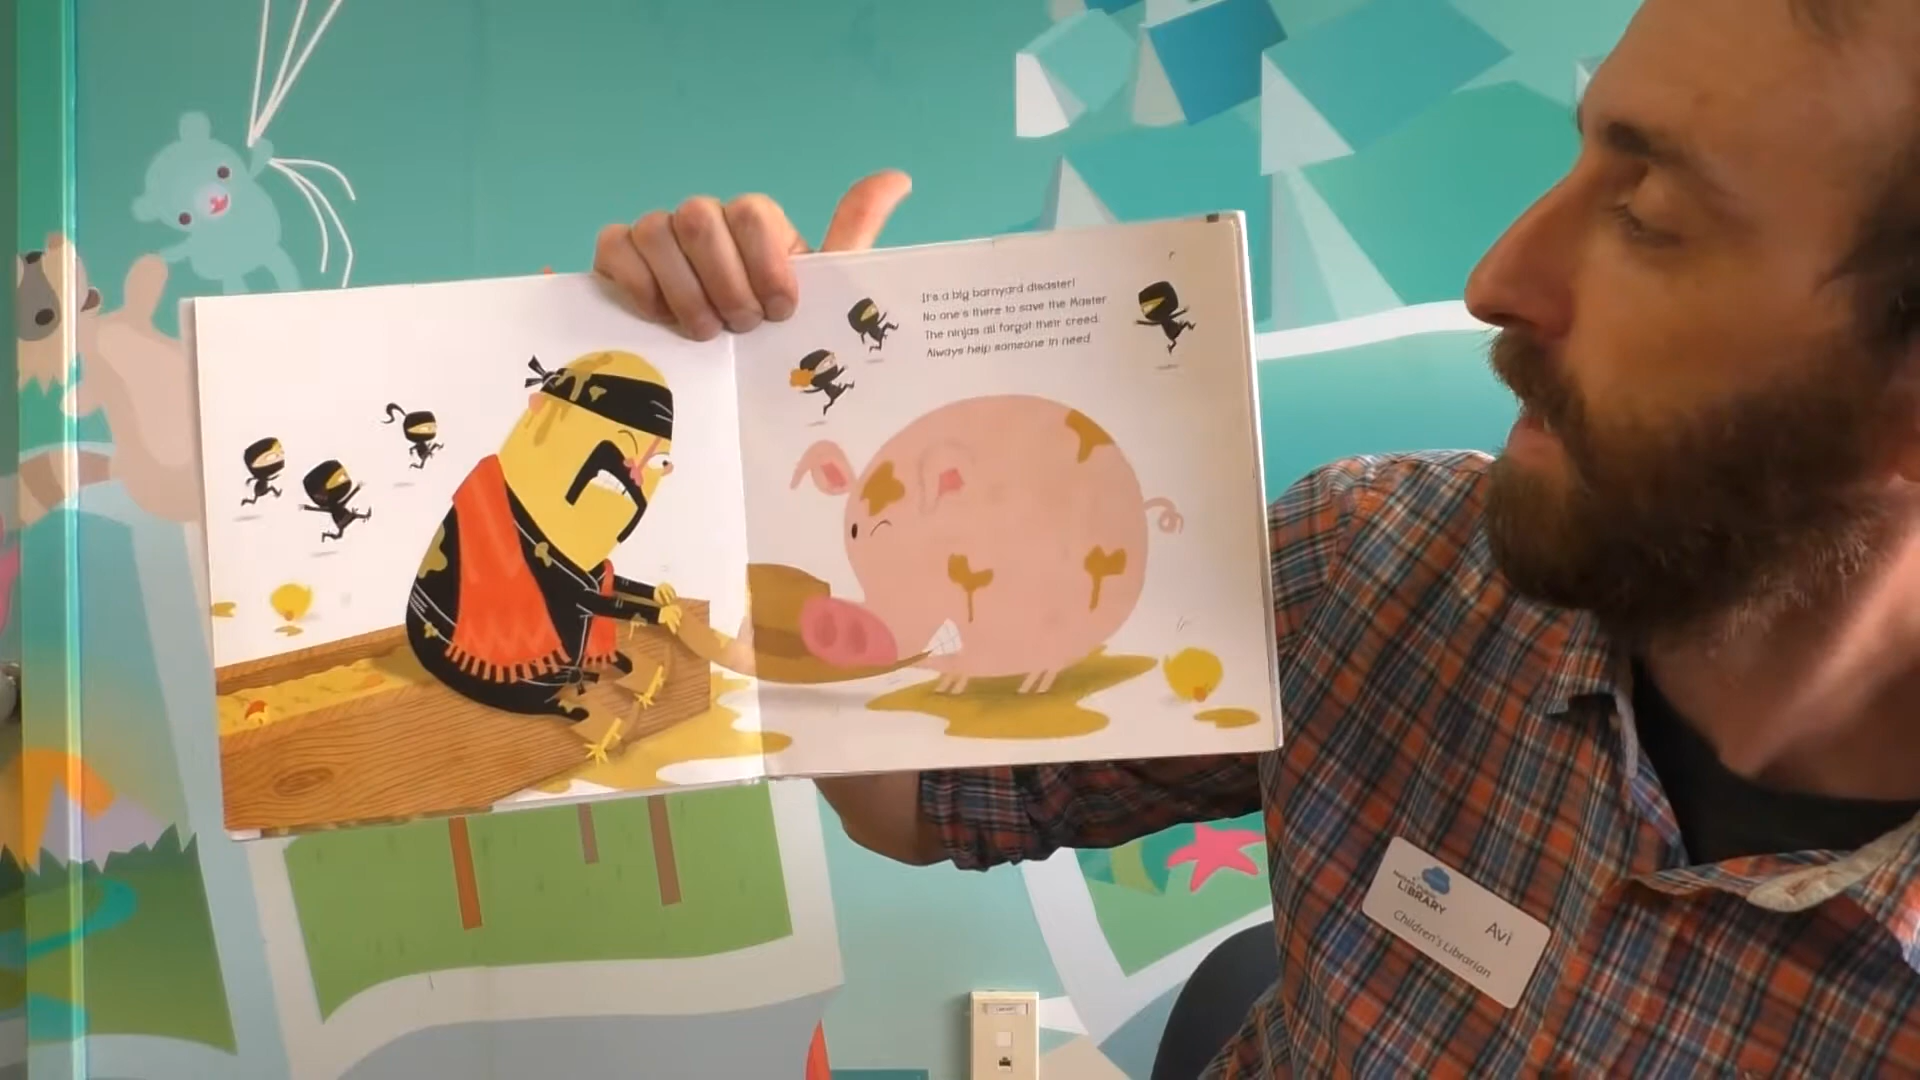 It's a big barnyard disaster!
No one's there to save the Master
The ninjas all forgot their creed.
Always help someone in need.
LIBRARY
Avi
Children's Librarian